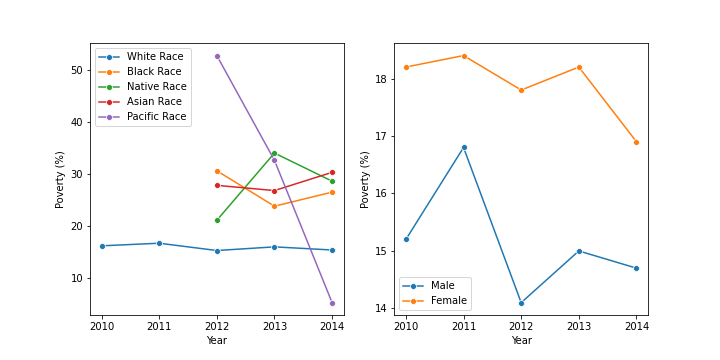 White Race
Black Race
Native Race
Asian Race
Pacific Race
50
40
30
20
10
Poverty (%)
2010 2011 2012 2013 2014
Year
18
17
16
15
14
Poverty (%)
Male
Female
2010 2011 2012 2013 2014
Year